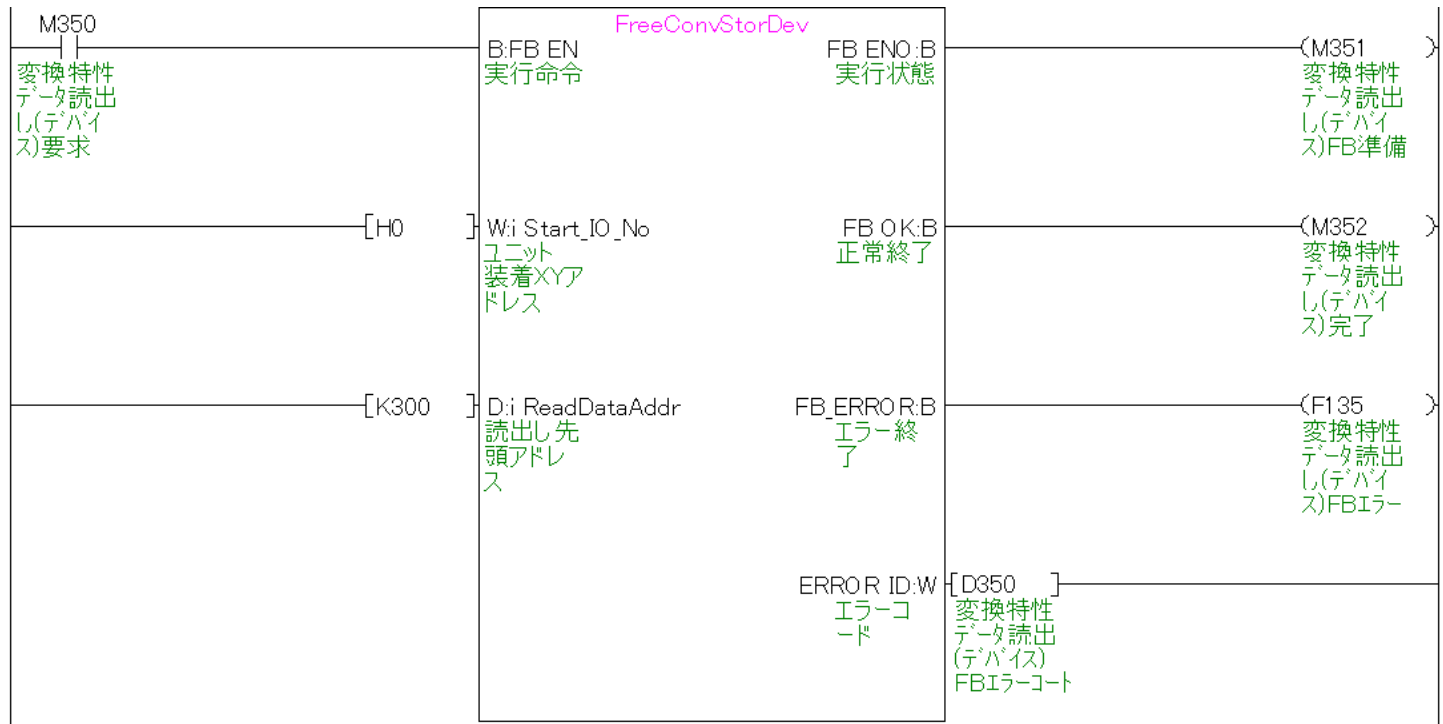 M350
変換特性
データ読出
し(デバイ
ス)要求
FreeConvStorDev
B:FB EN
実行命令
FB ENO:B
実行状態
(M351 )
変換特性
データ読出
し(デバイ
ス)FB準備
[H0 ]
W:i Start_IO_No
ユニット
装着XYア
ドレス
FB OK:B
正常終了
(M352 )
変換特性
データ読出
し(デバイ
ス)完了
[K300 ]
D:i ReadDataAddr
読出し先
頭アドレ
ス
FB_ERROR:B
エラー終
了
(F135 )
変換特性
データ読出
し(デバイ
ス)FBエラー
ERROR ID:W
エラーコ
ード
[D350 ]
変換特性
データ読出
(デバイス)
FBエラーコート